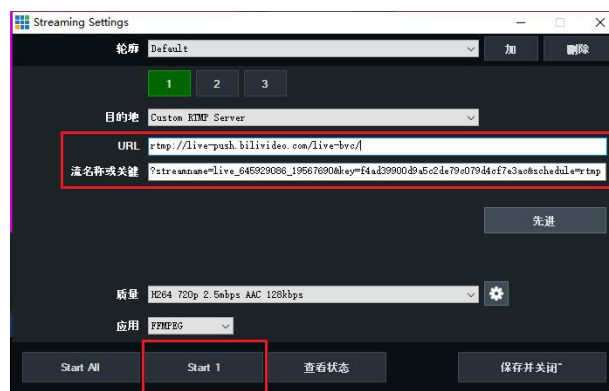 Streaming Settings
轮廓 Default 加 删除
1 2 3
目的地 Custom RTMP Server
URL rtmp://live-push.bilivideo.com/live-bvc/
流名称或关键 ?streamname=live_645929086_19567690&key=f4ad39900d9a5c2de79c079d4cf7e3ac&schedule=rtmp
先进
质量 H264 720p 2.5mbps AAC 128kbps
应用 FFMPEG
Start All Start 1 查看状态 保存并关闭~